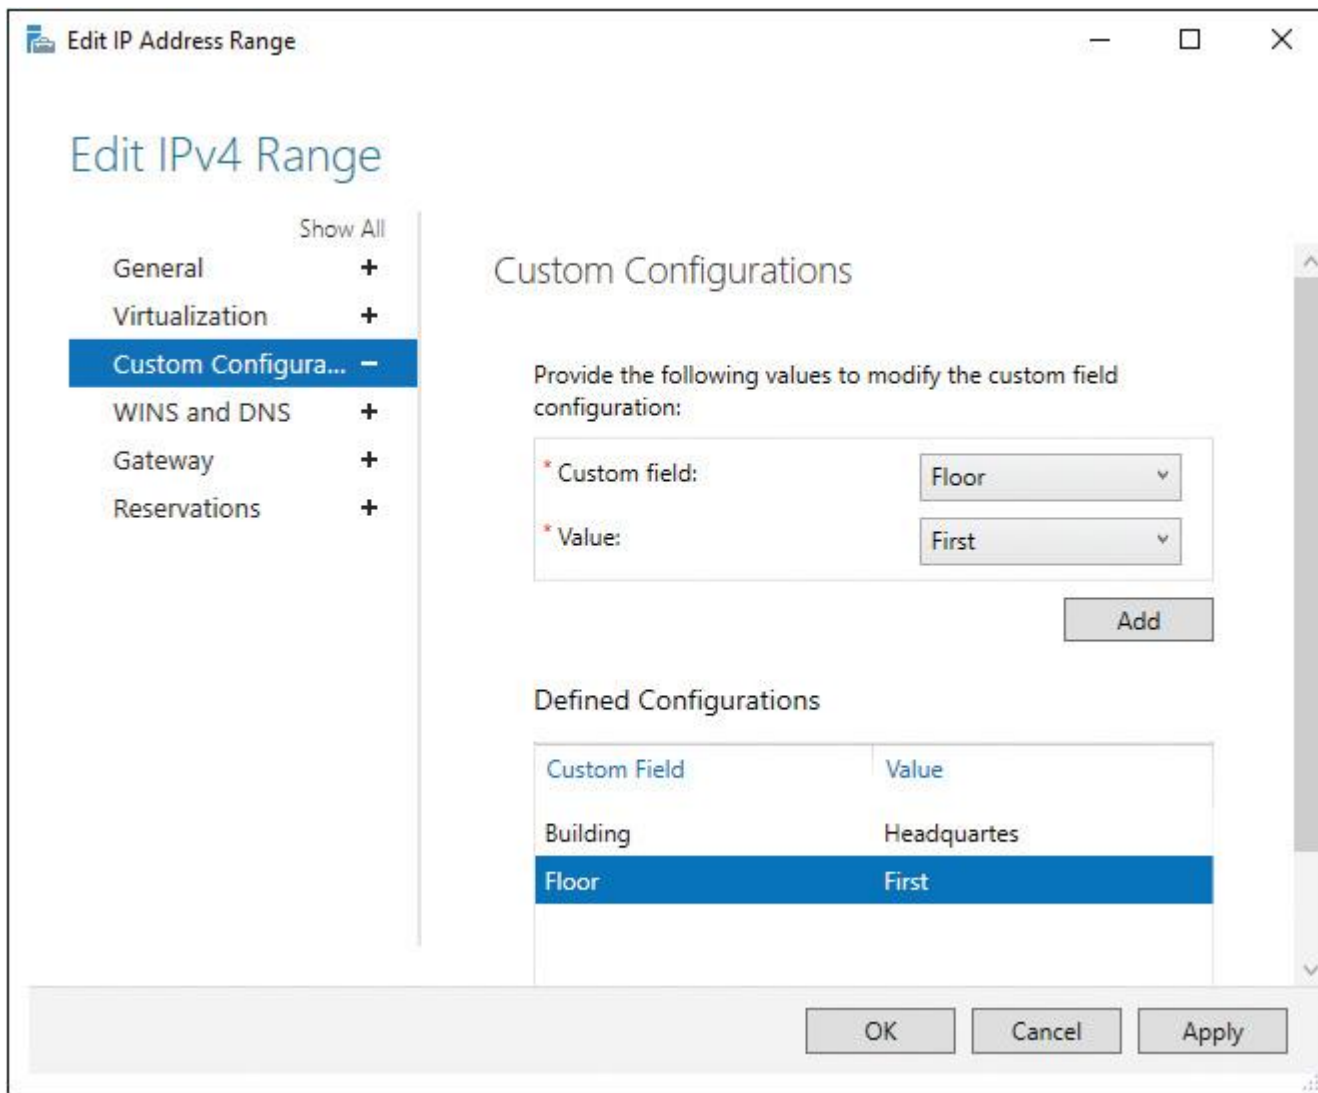 Edit IP Address Range
Edit IPv4 Range
Show All
General
Virtualization
Custom Configura...
WINS and DNS
Gateway
Reservations
Custom Configurations
Provide the following values to modify the custom field
configuration:
* Custom field: Floor
* Value: First
Add
Defined Configurations
Custom Field Value
Building Headquartes
Floor First
OK Cancel Apply